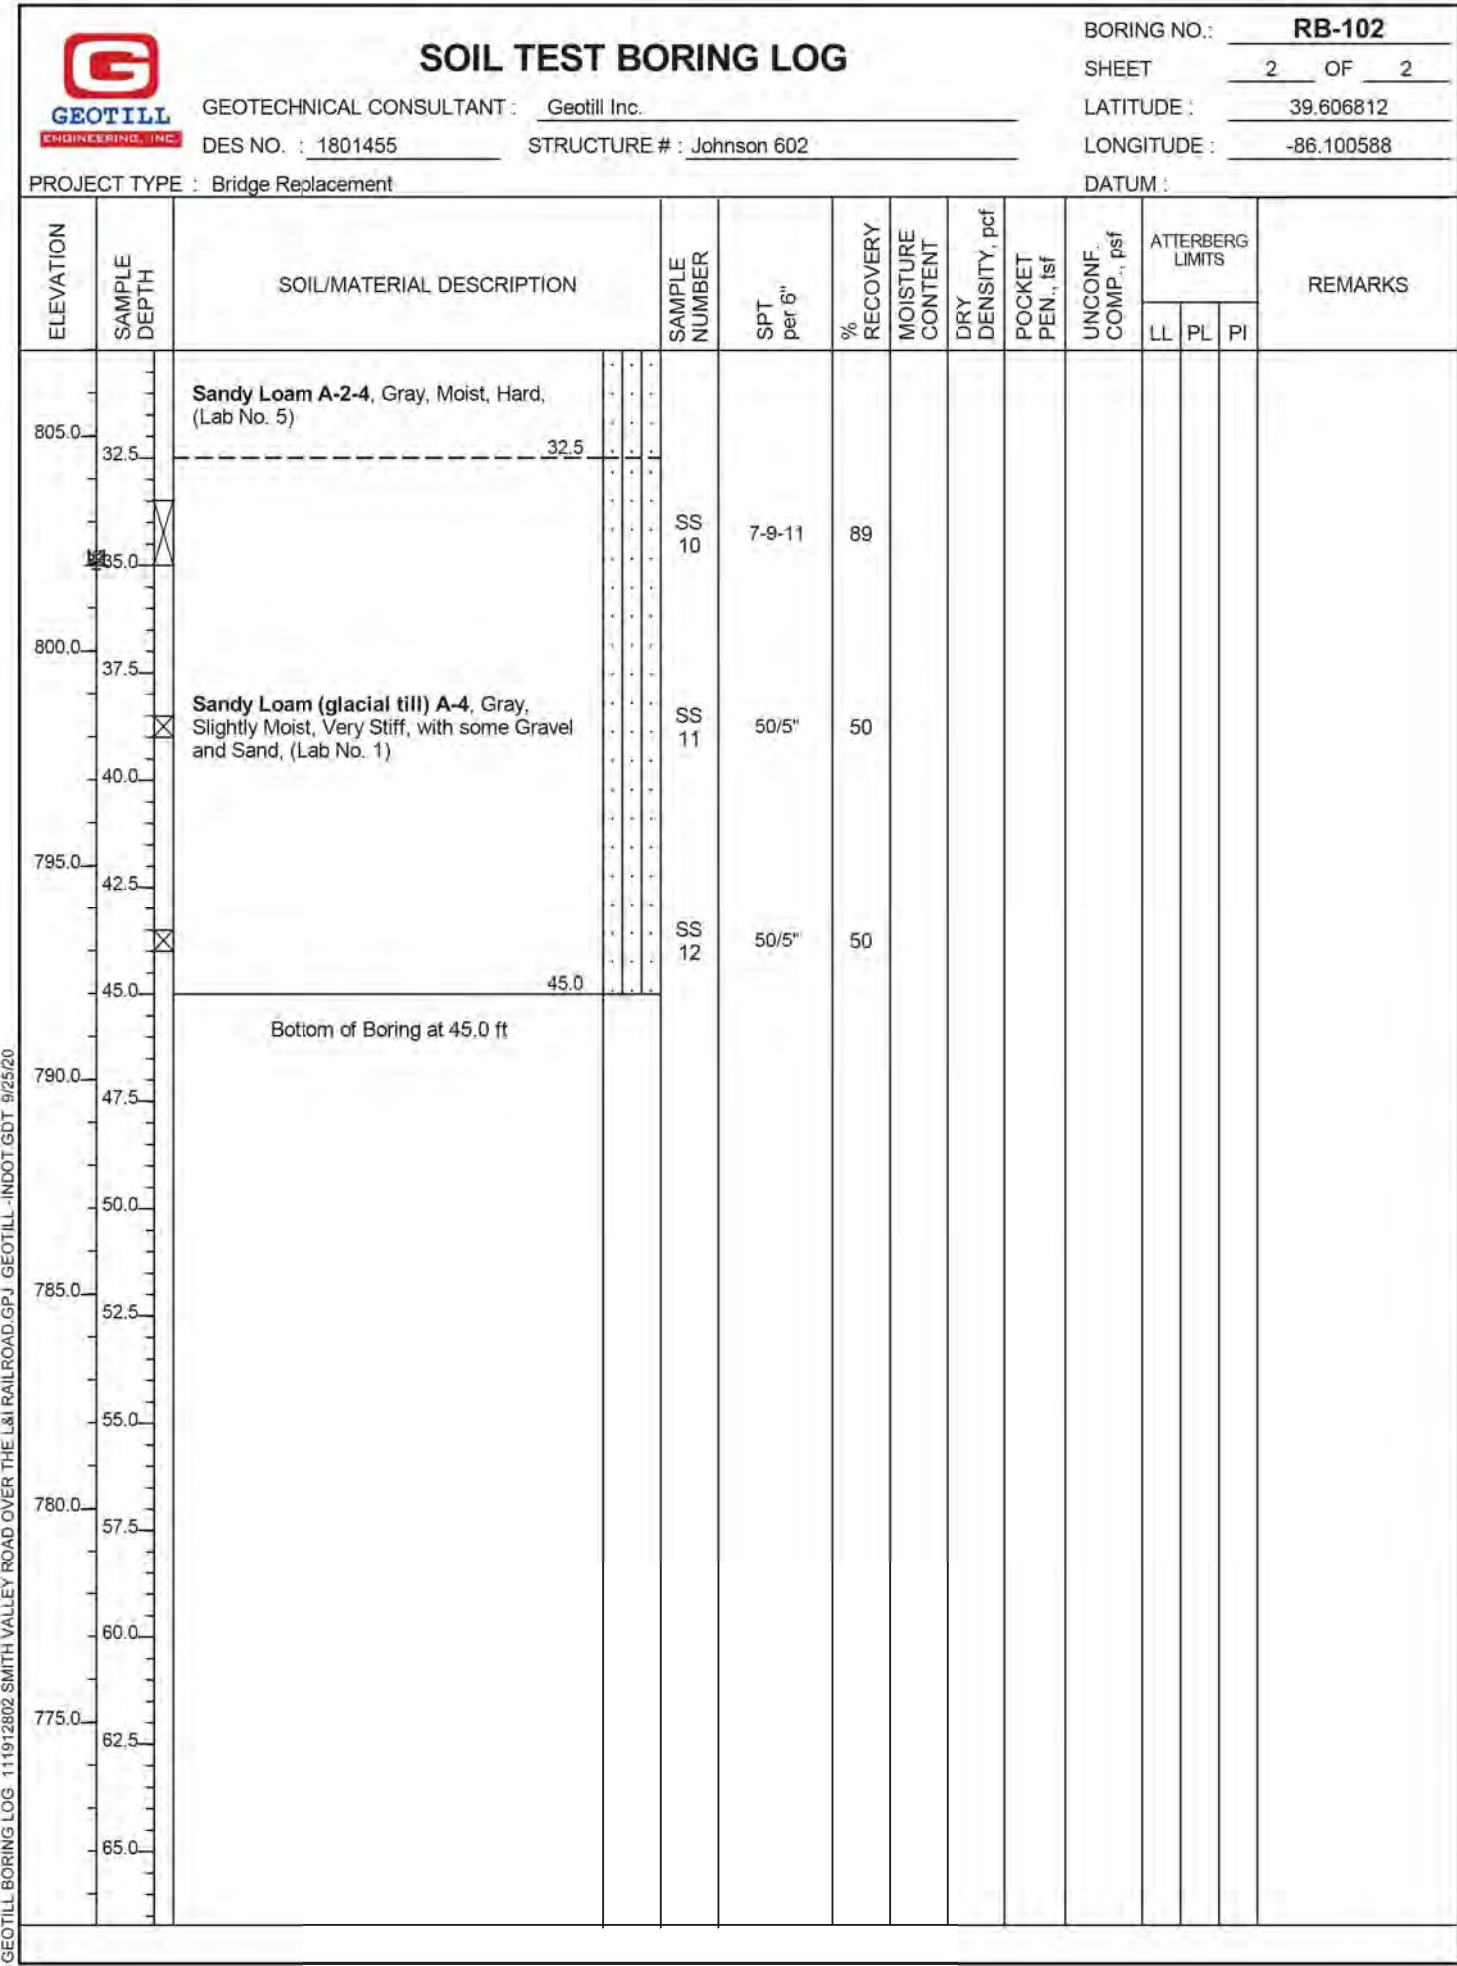 GEOTILL
ENGINEERING, INC.
SOIL TEST BORING LOG
GEOTECHNICAL CONSULTANT : Geotill Inc.
DES NO. : 1801455 STRUCTURE # : Johnson 602
PROJECT TYPE : Bridge Replacement
BORING NO.: RB-102
SHEET 2 OF 2
LATITUDE : 39.606812
LONGITUDE : -86.100588
DATUM :
ELEVATION
SAMPLE DEPTH
SOIL/MATERIAL DESCRIPTION
SAMPLE NUMBER
SPT per 6"
% RECOVERY
MOISTURE CONTENT
DRY DENSITY, pcf
POCKET PEN., tsf
UNCONF. COMP., psf
ATTERBERG LIMITS
LL PL PI
REMARKS
Sandy Loam A-2-4, Gray, Moist, Hard,
(Lab No. 5)
805.0
32.5 32.5
SS 10 7-9-11 89
35.0
800.0
37.5
Sandy Loam (glacial till) A-4, Gray,
Slightly Moist, Very Stiff, with some Gravel
and Sand, (Lab No. 1)
SS 11 50/5" 50
40.0
795.0
42.5
SS 12 50/5" 50
45.0 45.0
Bottom of Boring at 45.0 ft
790.0
47.5
50.0
785.0
52.5
55.0
780.0
57.5
60.0
775.0
62.5
65.0
GEOTILL BORING LOG 111912802 SMITH VALLEY ROAD OVER THE L&I RAILROAD.GPJ GEOTILL -INDOT.GDT 9/25/20